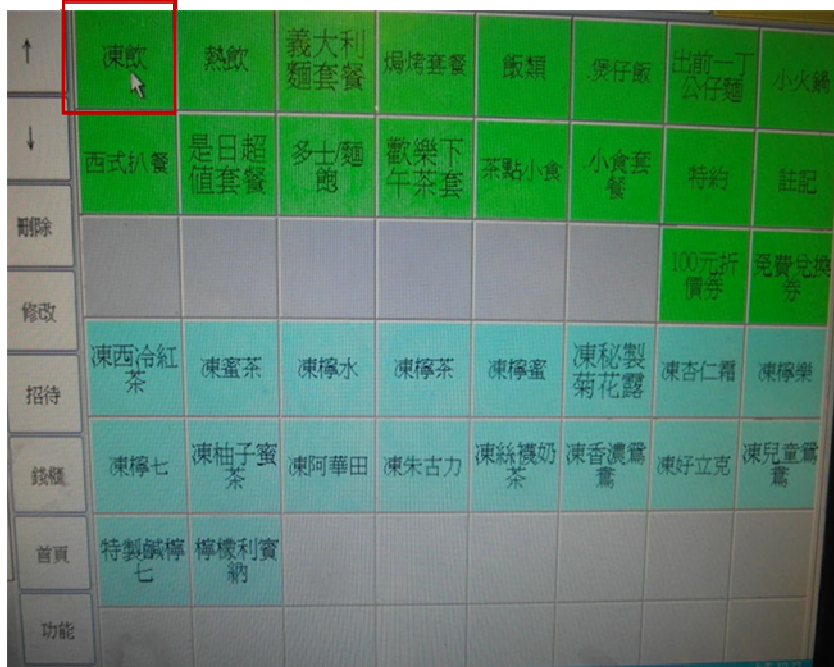 ↑
凍飲
熱飲
義大利
麵套餐
焗烤套餐
飯類
煲仔飯
出前一丁
公仔麵
小火鍋
↓
西式扒餐
是日超
值套餐
多士/麵
飽
歡樂下
午茶套
茶點小食
小食套
餐
特約
註記
刪除
100元折
價券
免費兌換
券
修改
凍西冷紅
茶
凍蜜茶
凍檸水
凍檸茶
凍檸蜜
凍秘製
菊花露
凍杏仁霜
凍檸樂
招待
凍檸七
凍柚子蜜
茶
凍阿華田
凍朱古力
凍絲襪奶
茶
凍香濃鴛
鴦
凍好立克
凍兒童鴛
鴦
錢櫃
特製鹹檸
七
檸檬利賓
納
首頁
功能